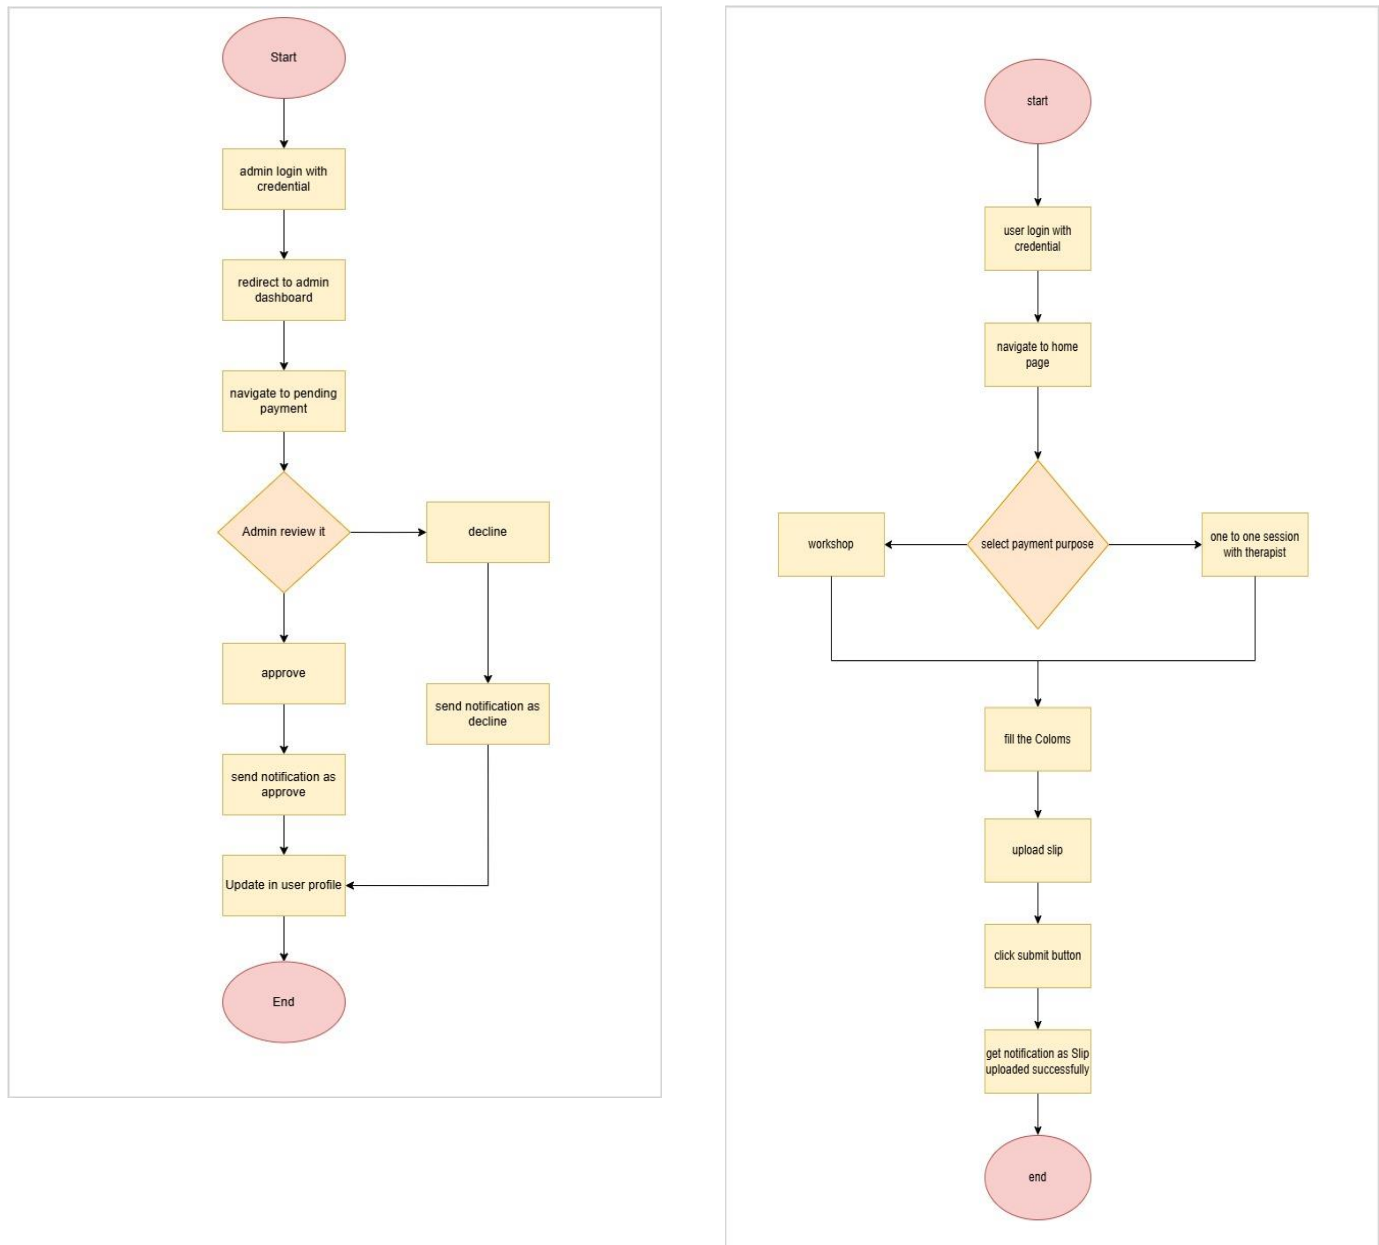 Start
admin login with
credential
redirect to admin
dashboard
navigate to pending
payment
Admin review it
decline
approve
send notification as
decline
send notification as
approve
Update in user profile
End
start
user login with
credential
navigate to home
page
workshop
select payment purpose
one to one session
with therapist
fill the Coloms
upload slip
click submit button
get notification as Slip
uploaded successfully
end